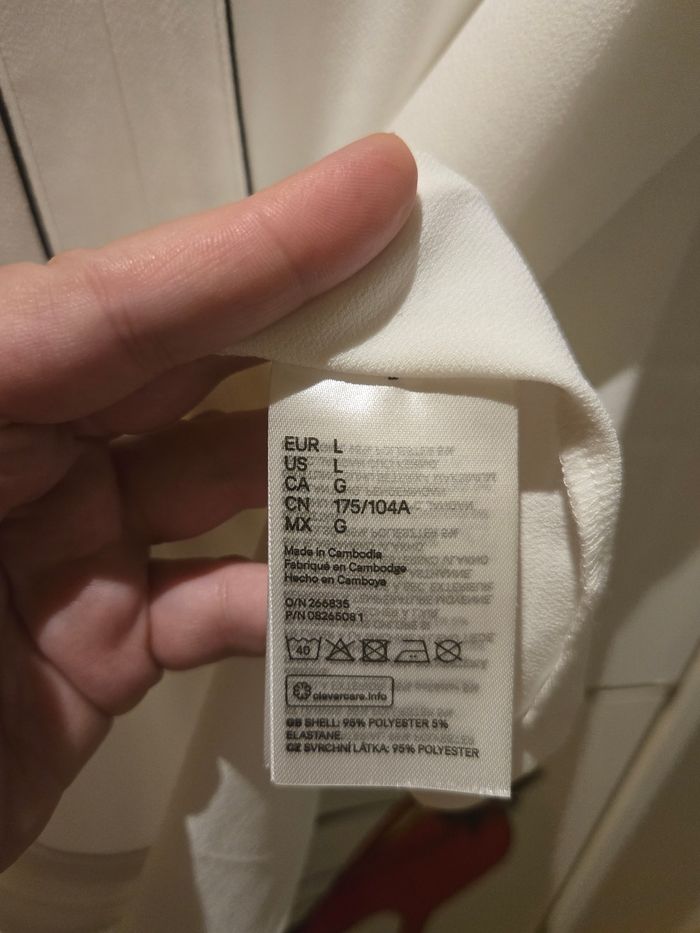 EUR L
US L
CA G
CN 175/104A
MX G
Made in Cambodia
Fabriqué en Cambodge
Hecho en Camboya
O/N 266835
P/N 08265081
40
clevercare.info
GB SHELL: 95% POLYESTER 5%
ELASTANE
CZ SVRCHNÍ LÁTKA: 95% POLYESTER